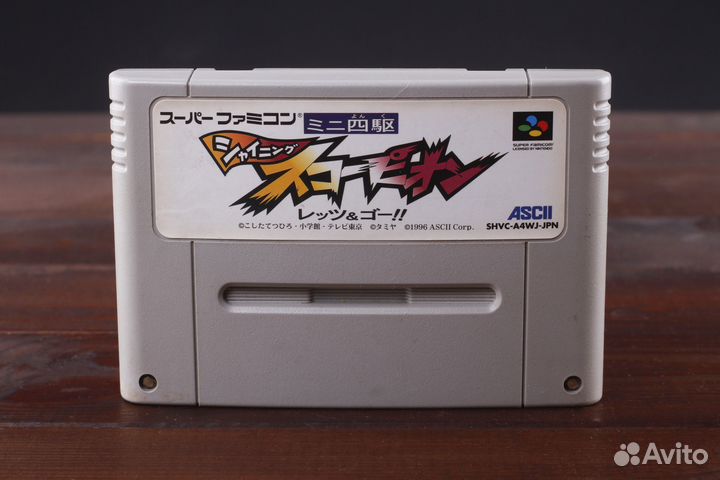 スーパーファミコン®
ミニ四駆
よんく
シャイニング
スコーピオン
レッツ&ゴー!!
©こしたてつひろ・小学館・テレビ東京 ©タミヤ ©1996 ASCII Corp.
SUPER FAMICOM
LICENSED BY NINTENDO
ASCII
SHVC-A4WJ-JPN
Avito